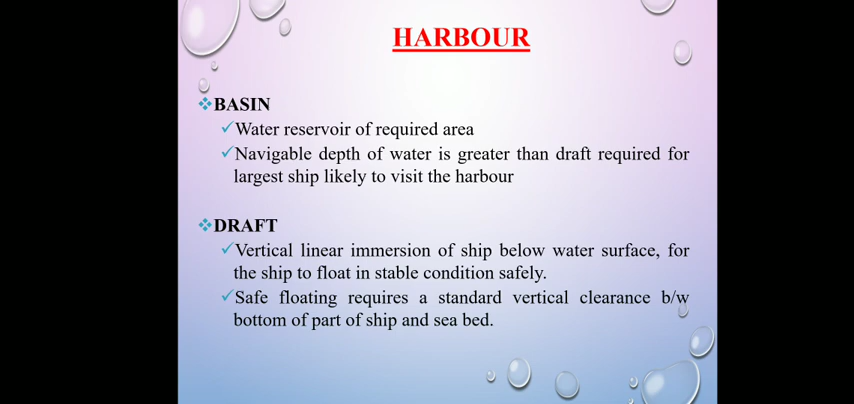 HARBOUR
BASIN
Water reservoir of required area
Navigable depth of water is greater than draft required for
largest ship likely to visit the harbour
DRAFT
Vertical linear immersion of ship below water surface, for
the ship to float in stable condition safely.
Safe floating requires a standard vertical clearance b/w
bottom of part of ship and sea bed.